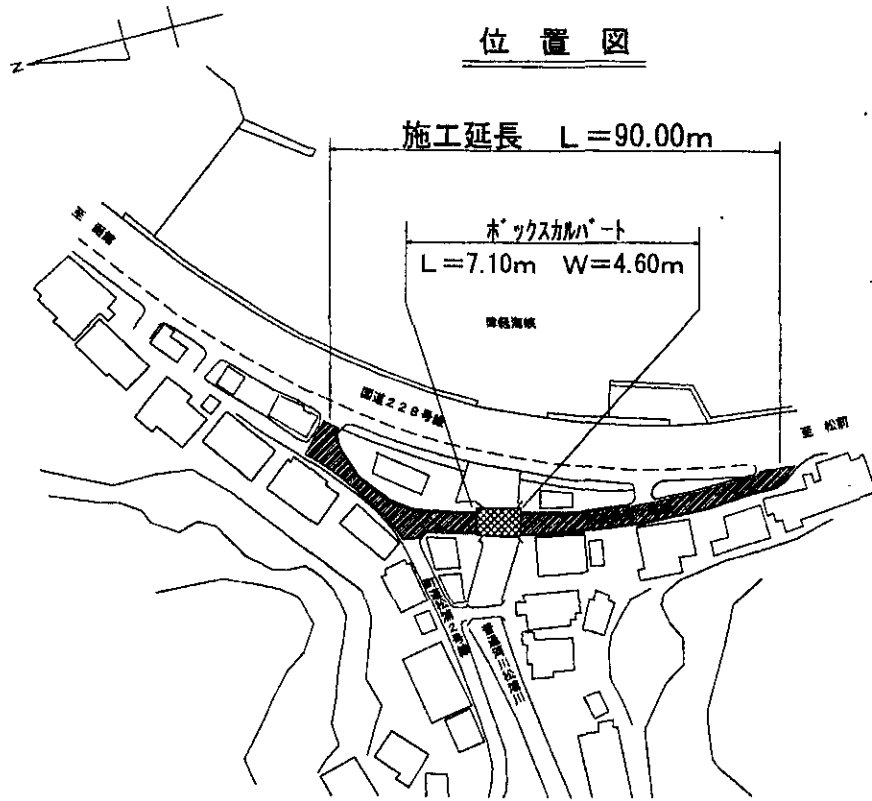 位置図
Z
施工延長 L=90.00m
ボックスカルバート
L=7.10m W=4.60m
津軽海峡
至 函館
国道228号線
至 松前